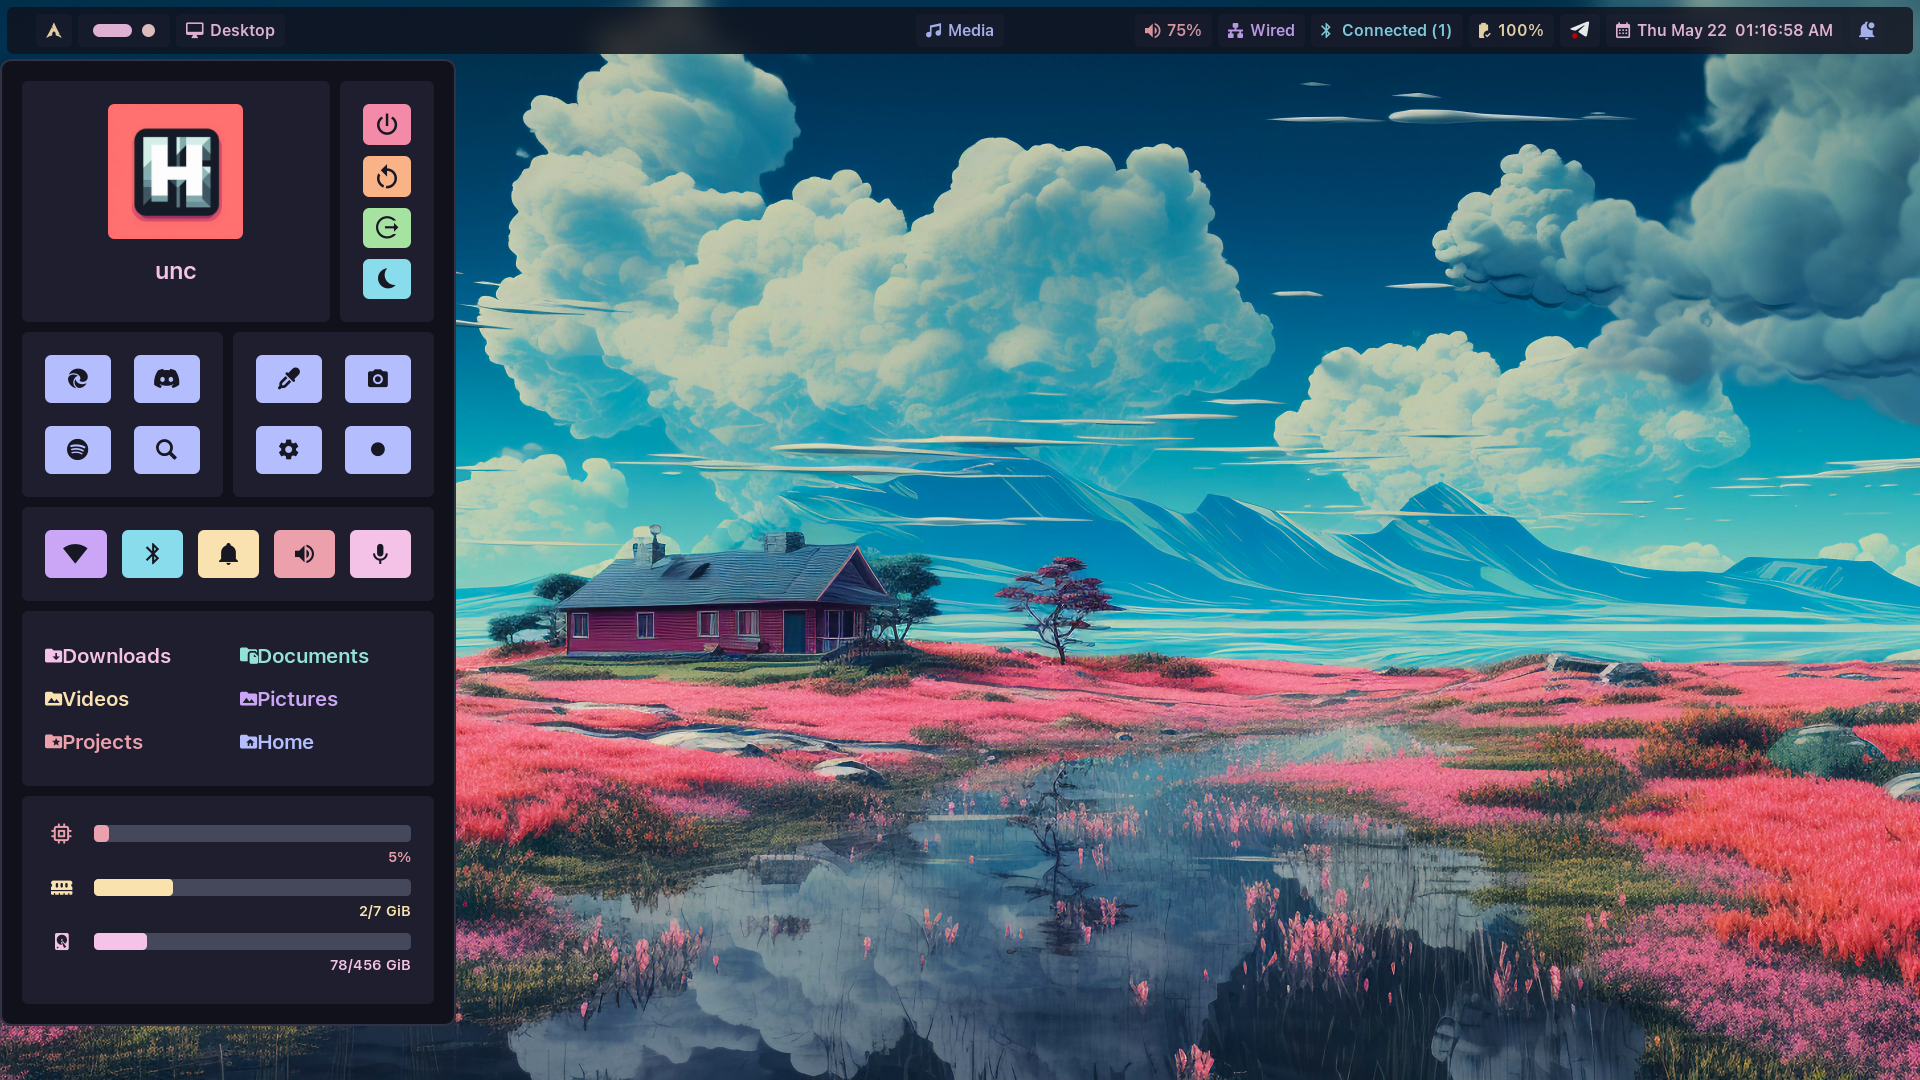 Desktop
Media
75%
Wired
Connected (1)
100%
Thu May 22 01:16:58 AM
H
unc
Downloads
Documents
Videos
Pictures
Projects
Home
5%
2/7 GiB
78/456 GiB